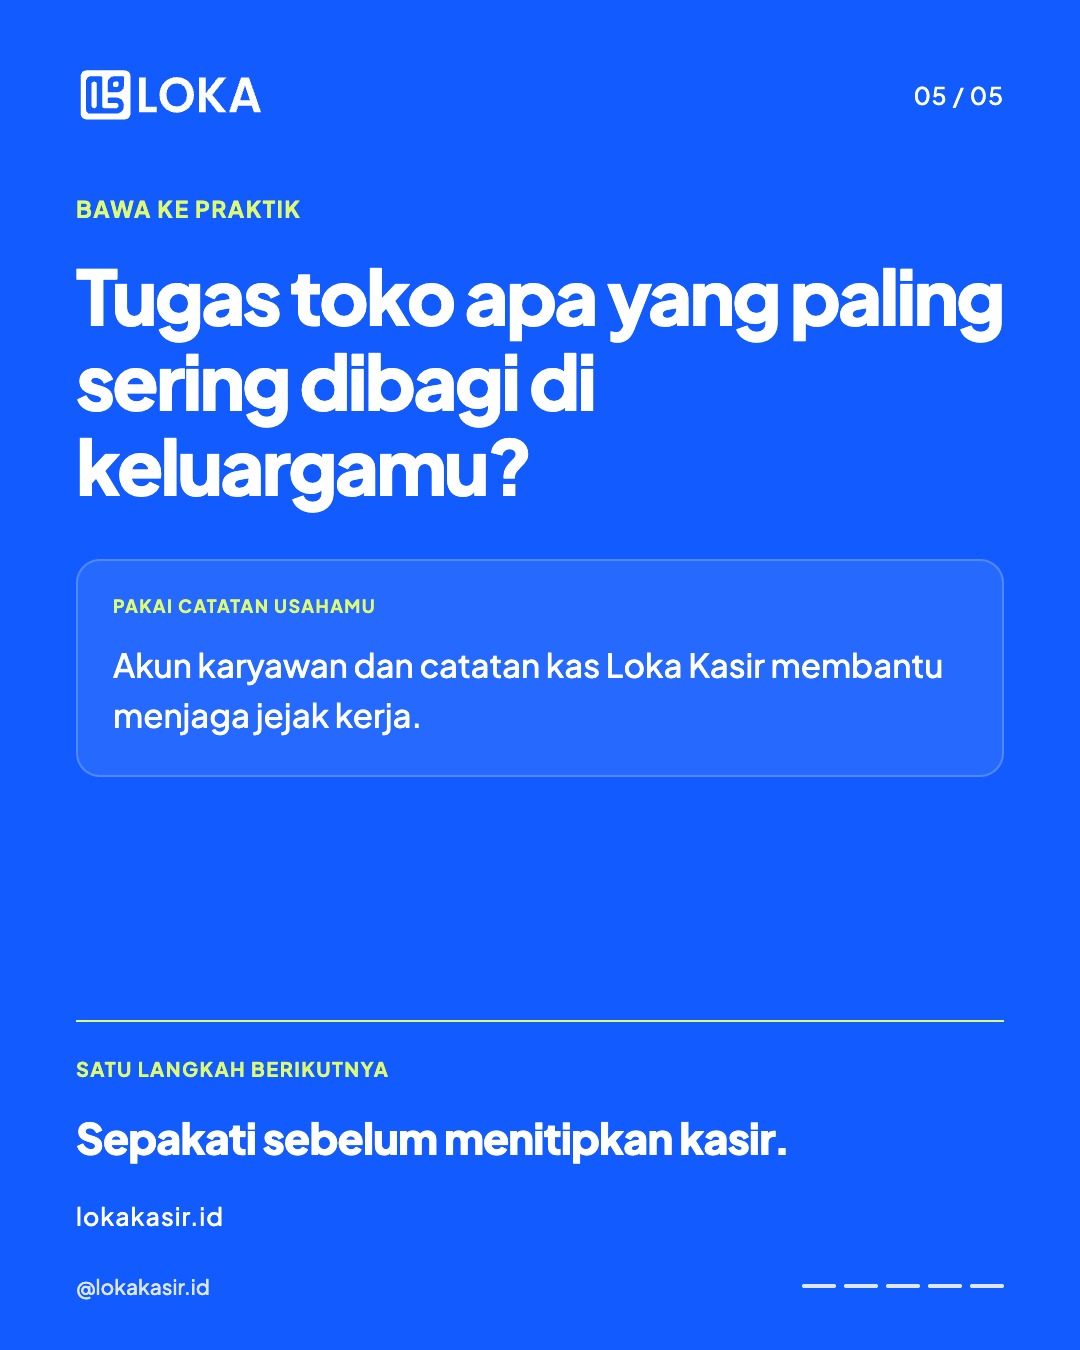 LOKA
05 / 05
BAWA KE PRAKTIK
Tugas toko apa yang paling
sering dibagi di
keluargamu?
PAKAI CATATAN USAHAMU
Akun karyawan dan catatan kas Loka Kasir membantu
menjaga jejak kerja.
SATU LANGKAH BERIKUTNYA
Sepakati sebelum menitipkan kasir.
lokakasir.id
@lokakasir.id